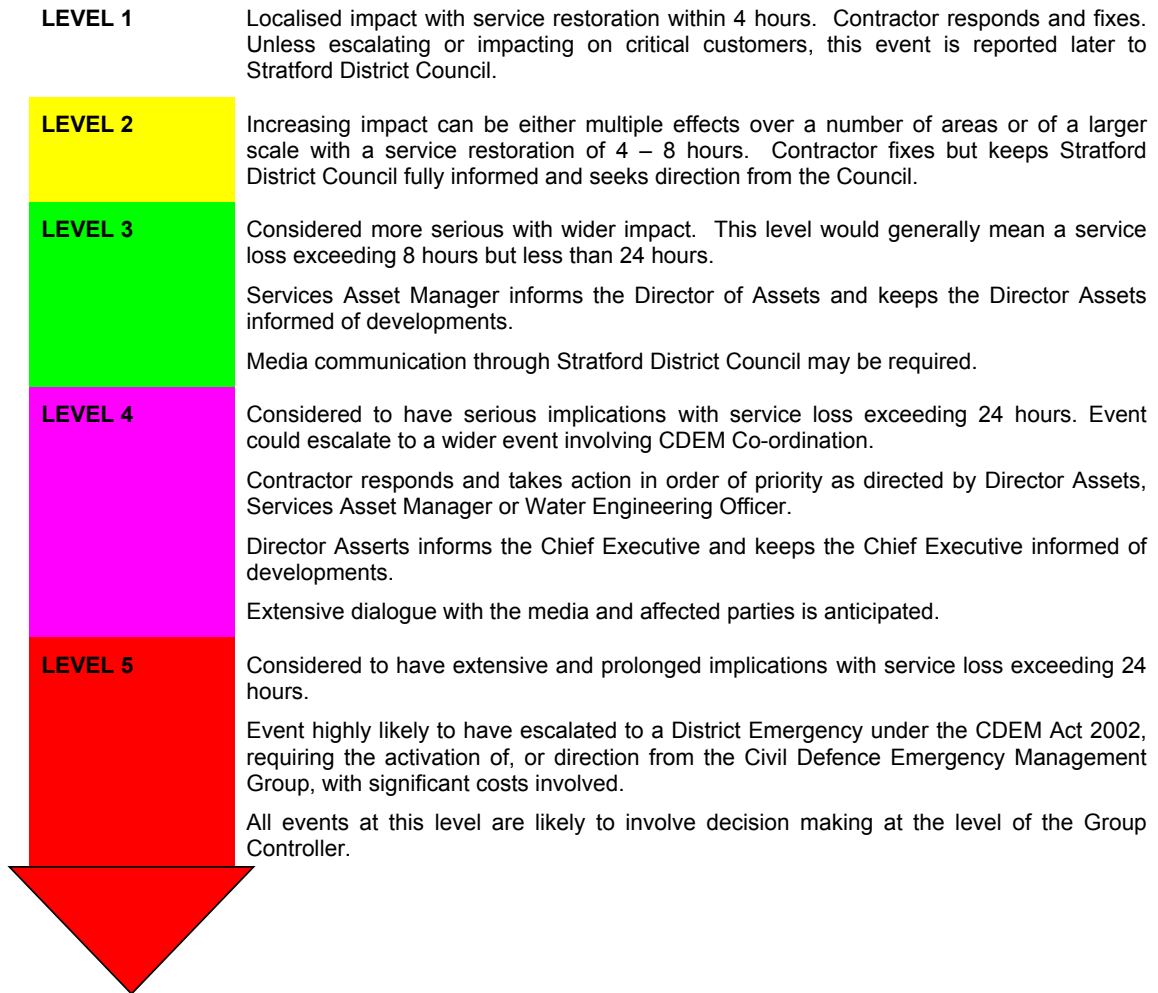 LEVEL 1
Localised impact with service restoration within 4 hours. Contractor responds and fixes.
Unless escalating or impacting on critical customers, this event is reported later to
Stratford District Council.
LEVEL 2
Increasing impact can be either multiple effects over a number of areas or of a larger
scale with a service restoration of 4 – 8 hours. Contractor fixes but keeps Stratford
District Council fully informed and seeks direction from the Council.
LEVEL 3
Considered more serious with wider impact. This level would generally mean a service
loss exceeding 8 hours but less than 24 hours.
Services Asset Manager informs the Director of Assets and keeps the Director Assets
informed of developments.
Media communication through Stratford District Council may be required.
LEVEL 4
Considered to have serious implications with service loss exceeding 24 hours. Event
could escalate to a wider event involving CDEM Co-ordination.
Contractor responds and takes action in order of priority as directed by Director Assets,
Services Asset Manager or Water Engineering Officer.
Director Asserts informs the Chief Executive and keeps the Chief Executive informed of
developments.
Extensive dialogue with the media and affected parties is anticipated.
LEVEL 5
Considered to have extensive and prolonged implications with service loss exceeding 24
hours.
Event highly likely to have escalated to a District Emergency under the CDEM Act 2002,
requiring the activation of, or direction from the Civil Defence Emergency Management
Group, with significant costs involved.
All events at this level are likely to involve decision making at the level of the Group
Controller.